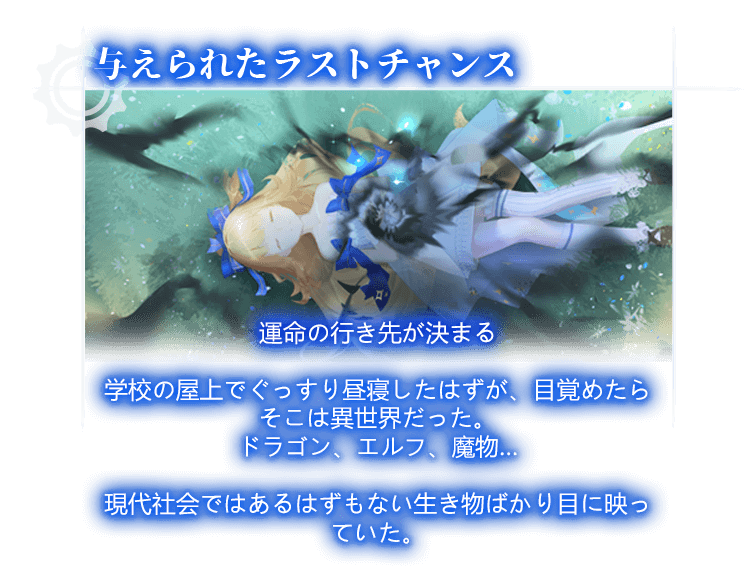 与えられたラストチャンス
運命の行き先が決まる
学校の屋上でぐっすり昼寝したはずが、目覚めたら
そこは異世界だった。
ドラゴン、エルフ、魔物...
現代社会ではあるはずもない生き物ばかり目に映っ
ていた。